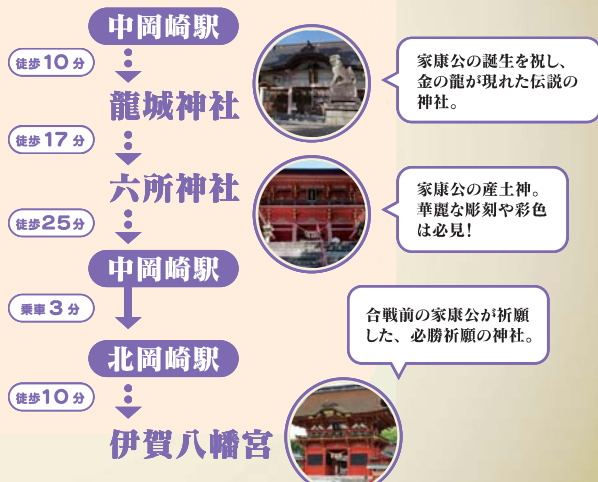 中岡崎駅
徒歩10分
龍城神社
家康公の誕生を祝し、
金の龍が現れた伝説の
神社。
徒歩17分
六所神社
家康公の産土神。
華麗な彫刻や彩色
は必見!
徒歩25分
中岡崎駅
乗車3分
北岡崎駅
徒歩10分
伊賀八幡宮
合戦前の家康公が祈願
した、必勝祈願の神社。